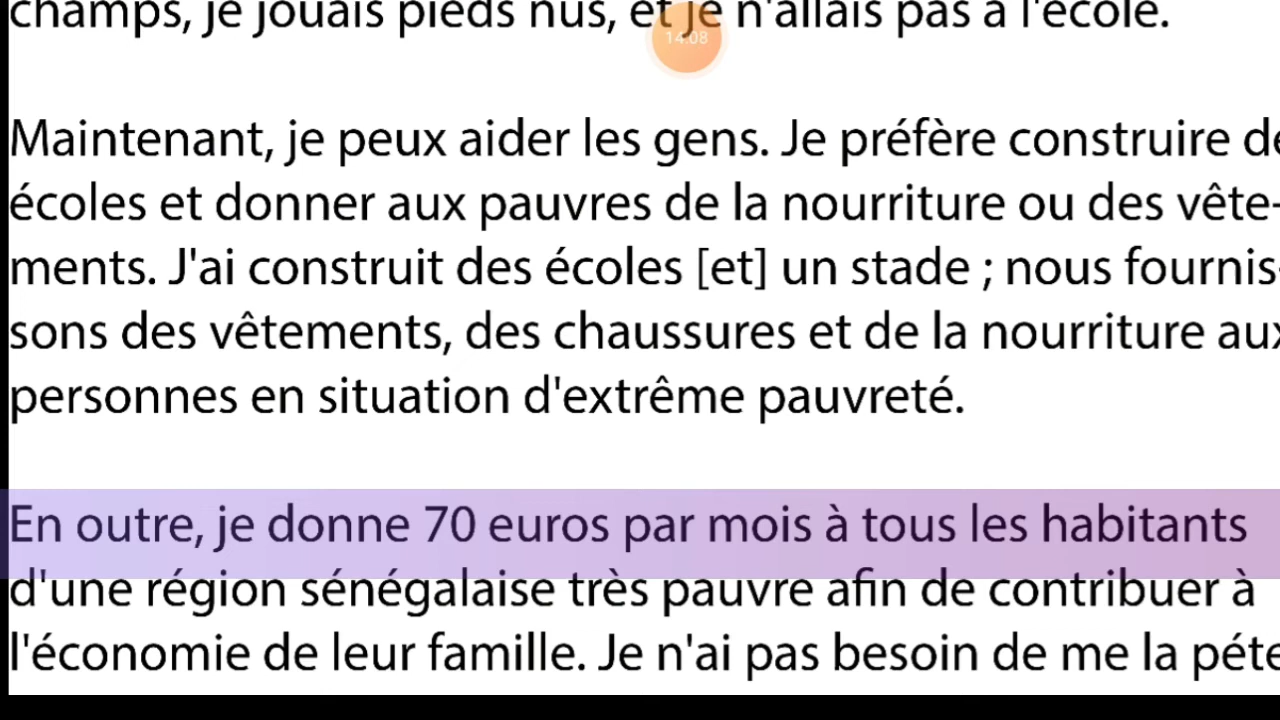 champs, je jouais pieds nus, et je n'allais pas à l'école.
14:08
Maintenant, je peux aider les gens. Je préfère construire de
écoles et donner aux pauvres de la nourriture ou des vête-
ments. J'ai construit des écoles [et] un stade ; nous fournis-
sons des vêtements, des chaussures et de la nourriture aux
personnes en situation d'extrême pauvreté.
En outre, je donne 70 euros par mois à tous les habitants
d'une région sénégalaise très pauvre afin de contribuer à
l'économie de leur famille. Je n'ai pas besoin de me la péte